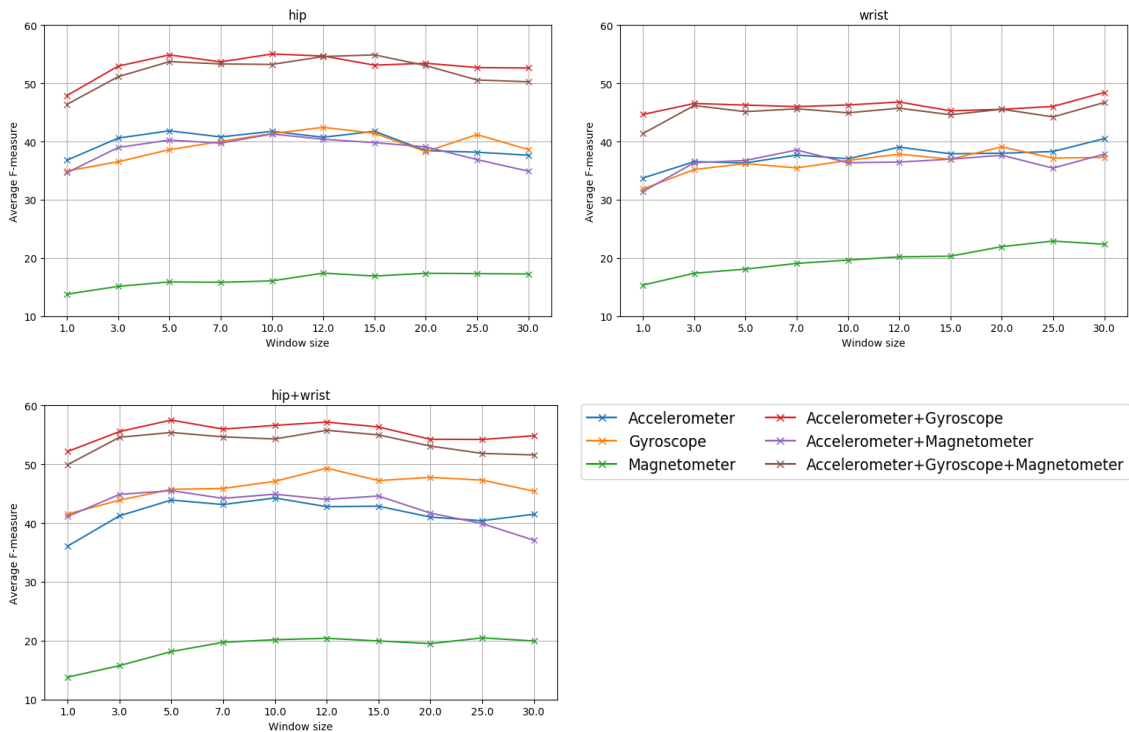 hip
60
50
40
30
20
10
Average F-measure
1.0 3.0 5.0 7.0 10.0 12.0 15.0 20.0 25.0 30.0
Window size
wrist
60
50
40
30
20
10
Average F-measure
1.0 3.0 5.0 7.0 10.0 12.0 15.0 20.0 25.0 30.0
Window size
hip+wrist
60
50
40
30
20
10
Average F-measure
1.0 3.0 5.0 7.0 10.0 12.0 15.0 20.0 25.0 30.0
Window size
Accelerometer
Gyroscope
Magnetometer
Accelerometer+Gyroscope
Accelerometer+Magnetometer
Accelerometer+Gyroscope+Magnetometer